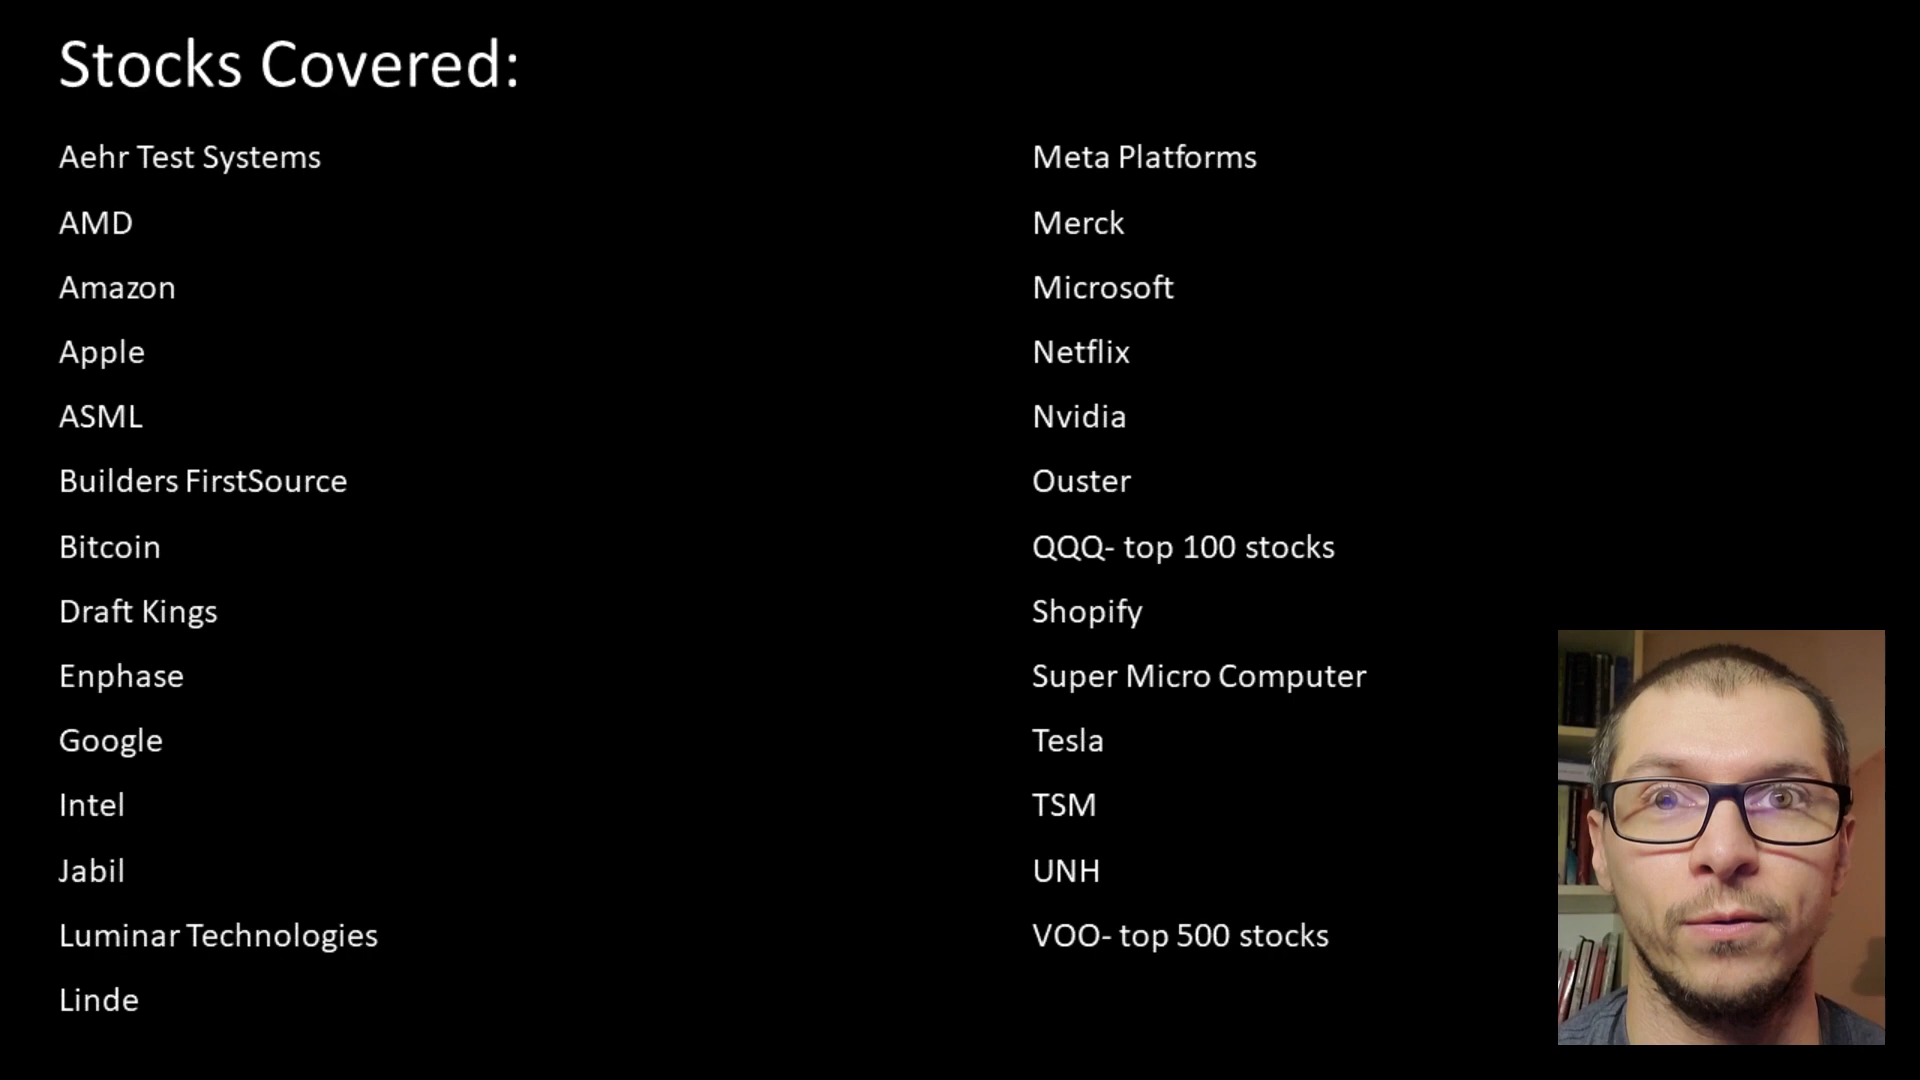 Stocks Covered:
Aehr Test Systems
AMD
Amazon
Apple
ASML
Builders FirstSource
Bitcoin
Draft Kings
Enphase
Google
Intel
Jabil
Luminar Technologies
Linde
Meta Platforms
Merck
Microsoft
Netflix
Nvidia
Ouster
QQQ- top 100 stocks
Shopify
Super Micro Computer
Tesla
TSM
UNH
VOO- top 500 stocks